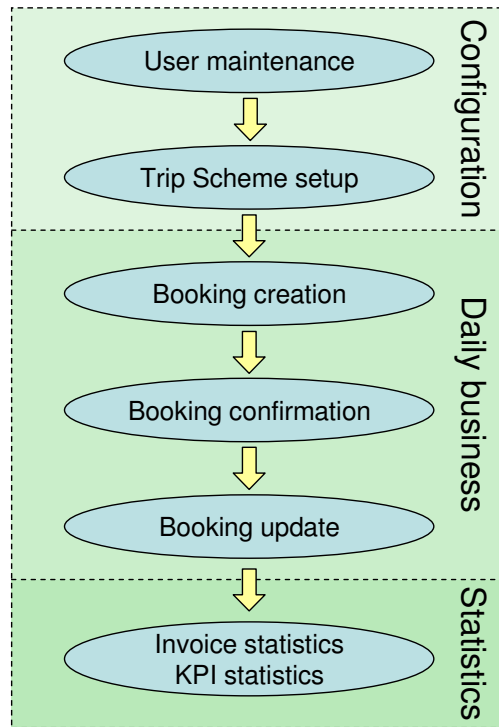 Configuration
User maintenance
Trip Scheme setup
Daily business
Booking creation
Booking confirmation
Booking update
Statistics
Invoice statistics
KPI statistics